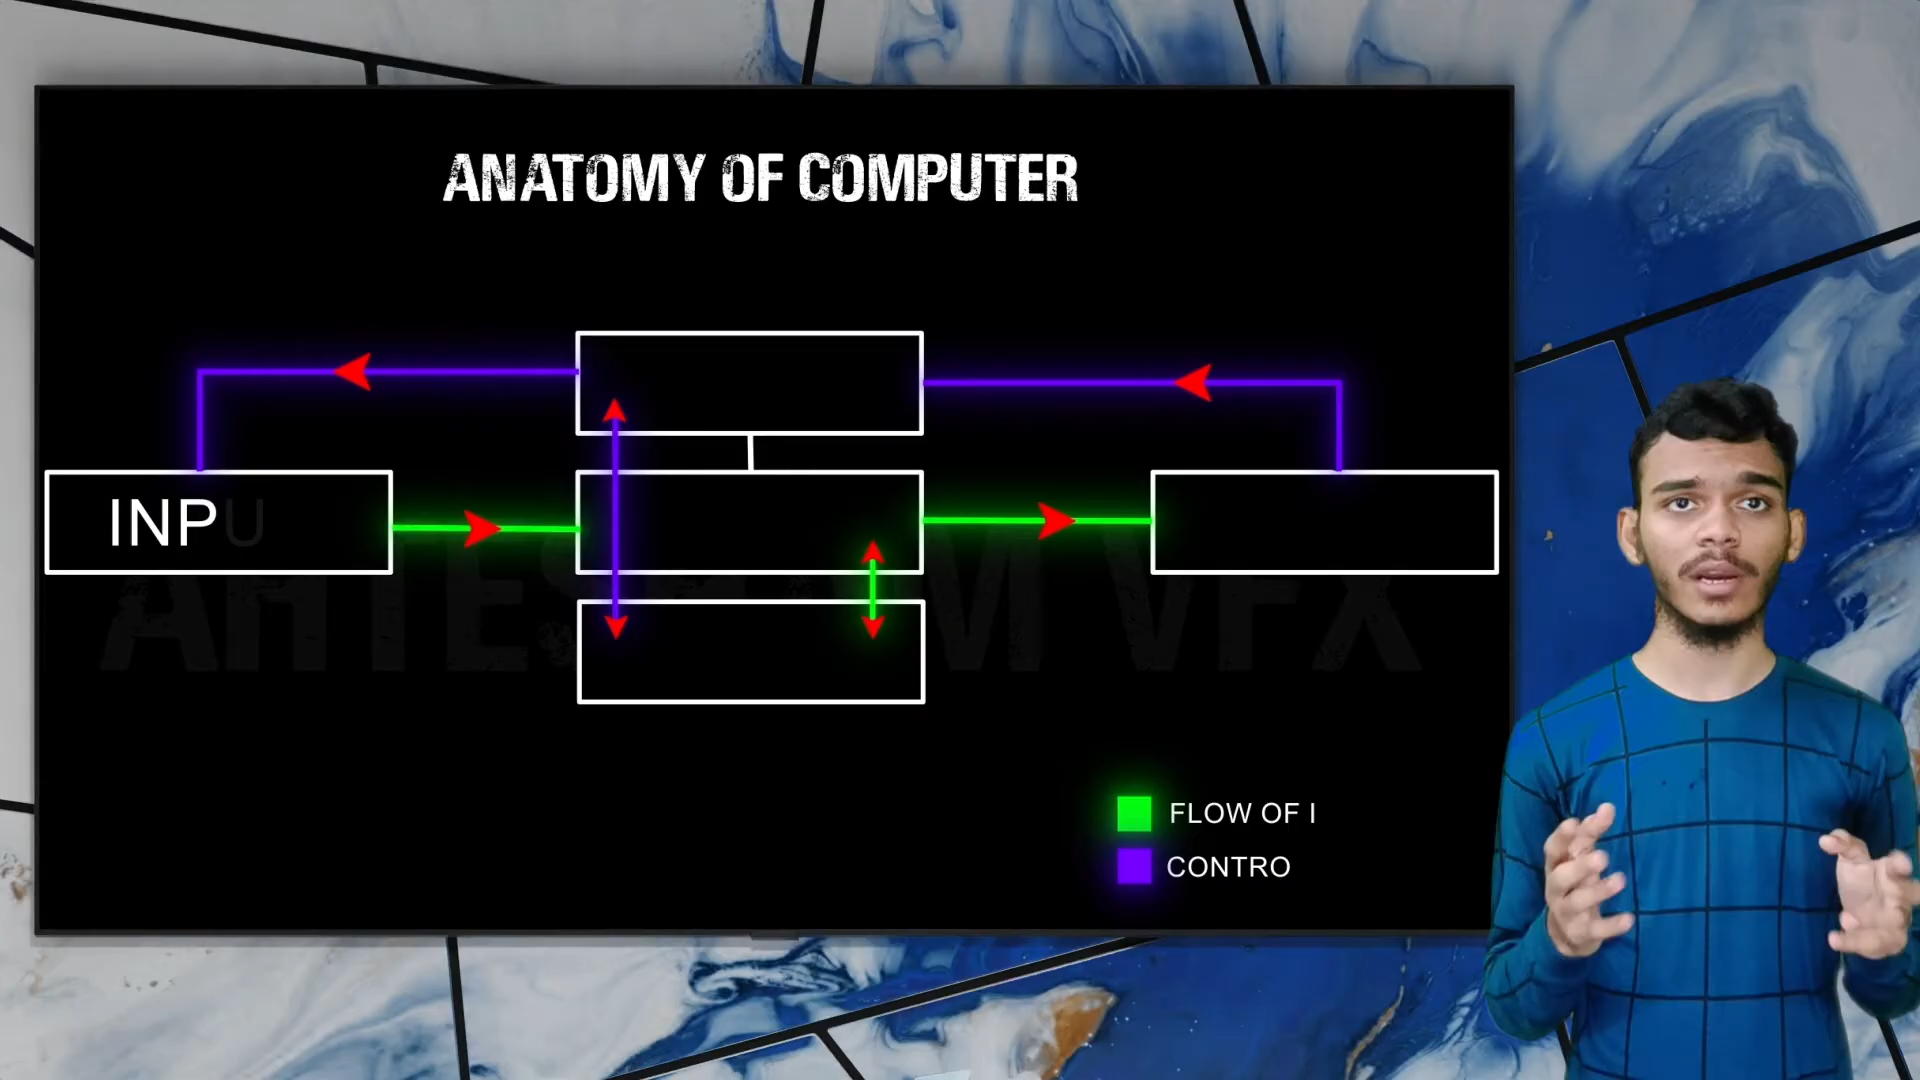 ANATOMY OF COMPUTER
INPU
FLOW OF I
CONTRO